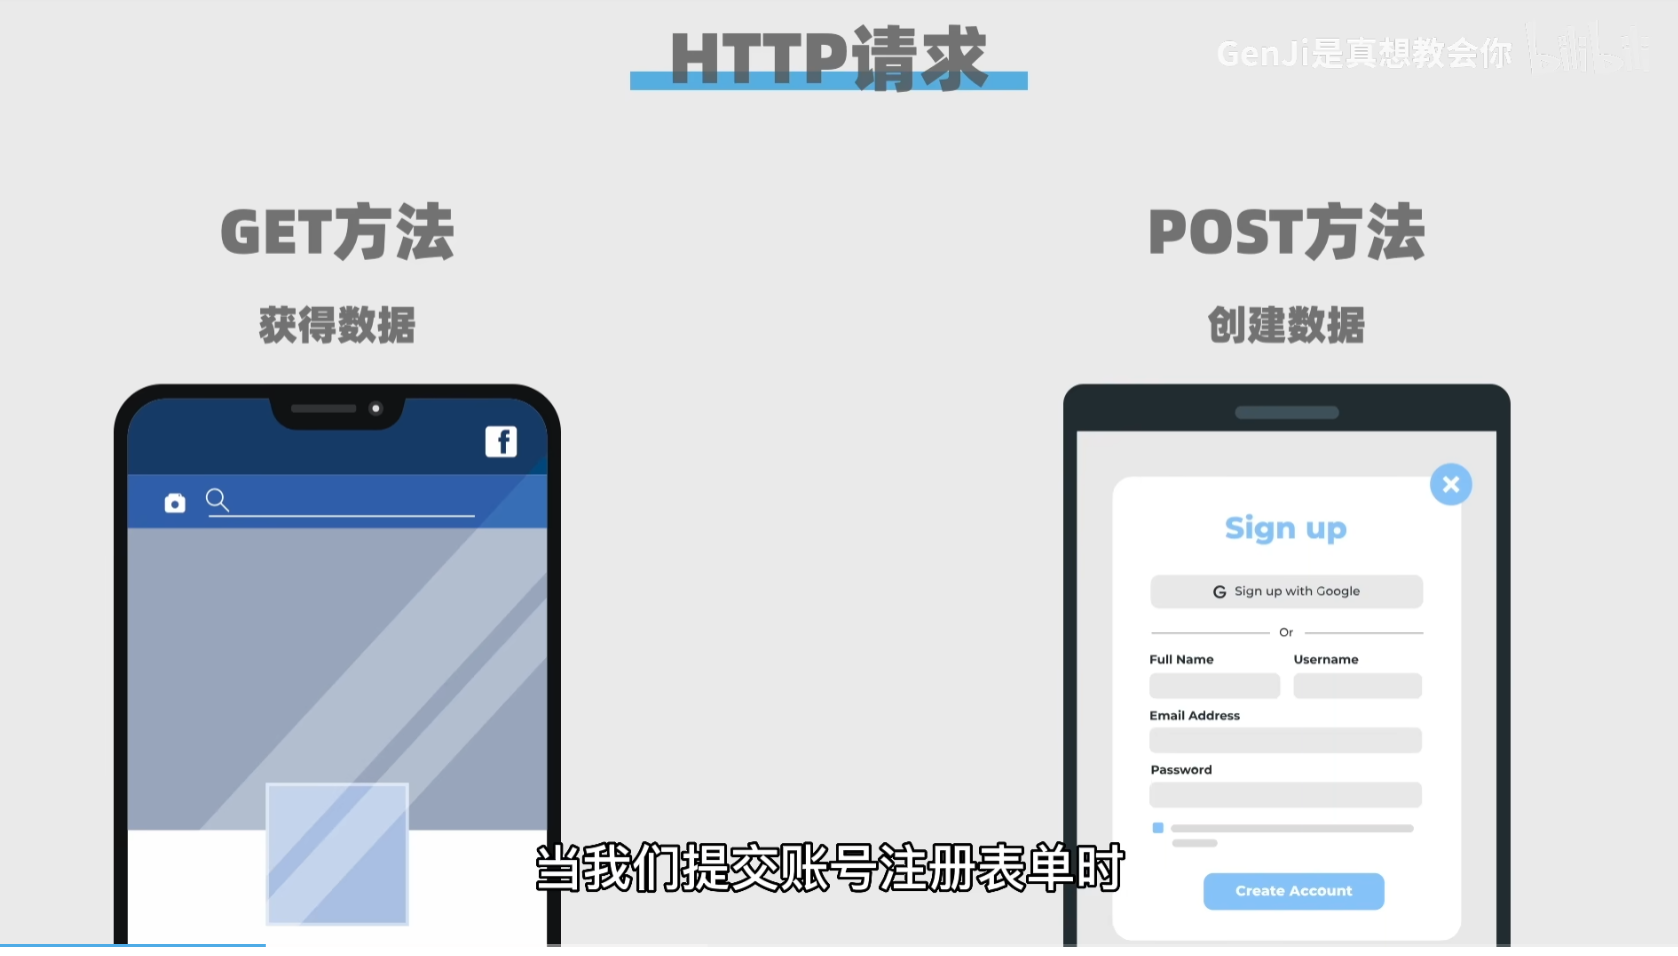 HTTP请求
GenJi是真想教会你 bilibili
GET方法
POST方法
获得数据
创建数据
f
Sign up
G Sign up with Google
Or
Full Name Username
Email Address
Password
当我们提交账号注册表单时
Create Account